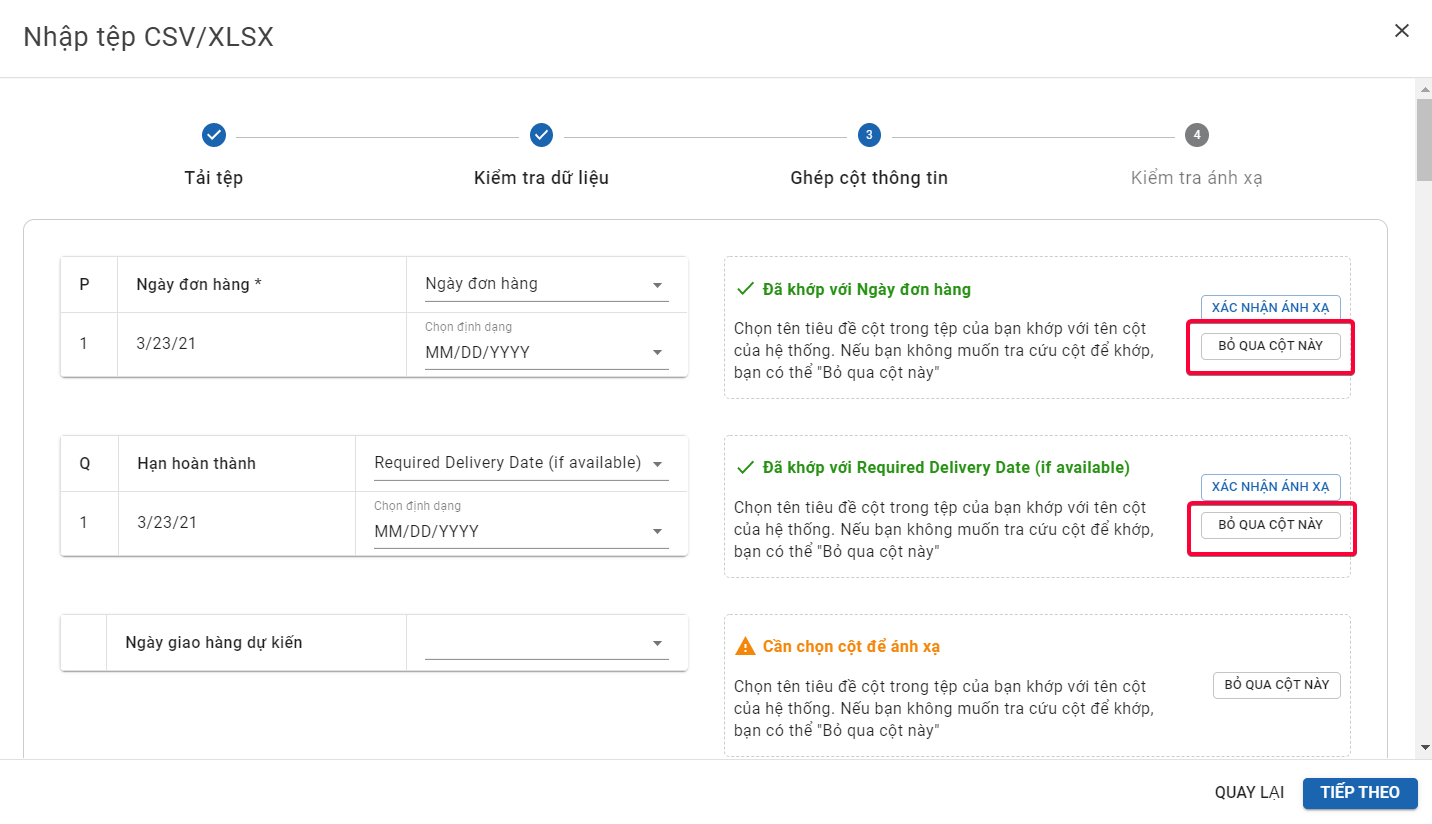 Nhập tệp CSV/XLSX
3
4
Tải tệp
Kiểm tra dữ liệu
Ghép cột thông tin
Kiểm tra ánh xạ
P
Ngày đơn hàng *
Ngày đơn hàng
1
3/23/21
Chọn định dạng
MM/DD/YYYY
Đã khớp với Ngày đơn hàng
Chọn tên tiêu đề cột trong tệp của bạn khớp với tên cột
của hệ thống. Nếu bạn không muốn tra cứu cột để khớp,
bạn có thể "Bỏ qua cột này"
XÁC NHẬN ÁNH XẠ
BỎ QUA CỘT NÀY
Q
Hạn hoàn thành
Required Delivery Date (if available)
1
3/23/21
Chọn định dạng
MM/DD/YYYY
Đã khớp với Required Delivery Date (if available)
Chọn tên tiêu đề cột trong tệp của bạn khớp với tên cột
của hệ thống. Nếu bạn không muốn tra cứu cột để khớp,
bạn có thể "Bỏ qua cột này"
XÁC NHẬN ÁNH XẠ
BỎ QUA CỘT NÀY
Ngày giao hàng dự kiến
Cần chọn cột để ánh xạ
Chọn tên tiêu đề cột trong tệp của bạn khớp với tên cột
của hệ thống. Nếu bạn không muốn tra cứu cột để khớp,
bạn có thể "Bỏ qua cột này"
BỎ QUA CỘT NÀY
QUAY LẠI
TIẾP THEO